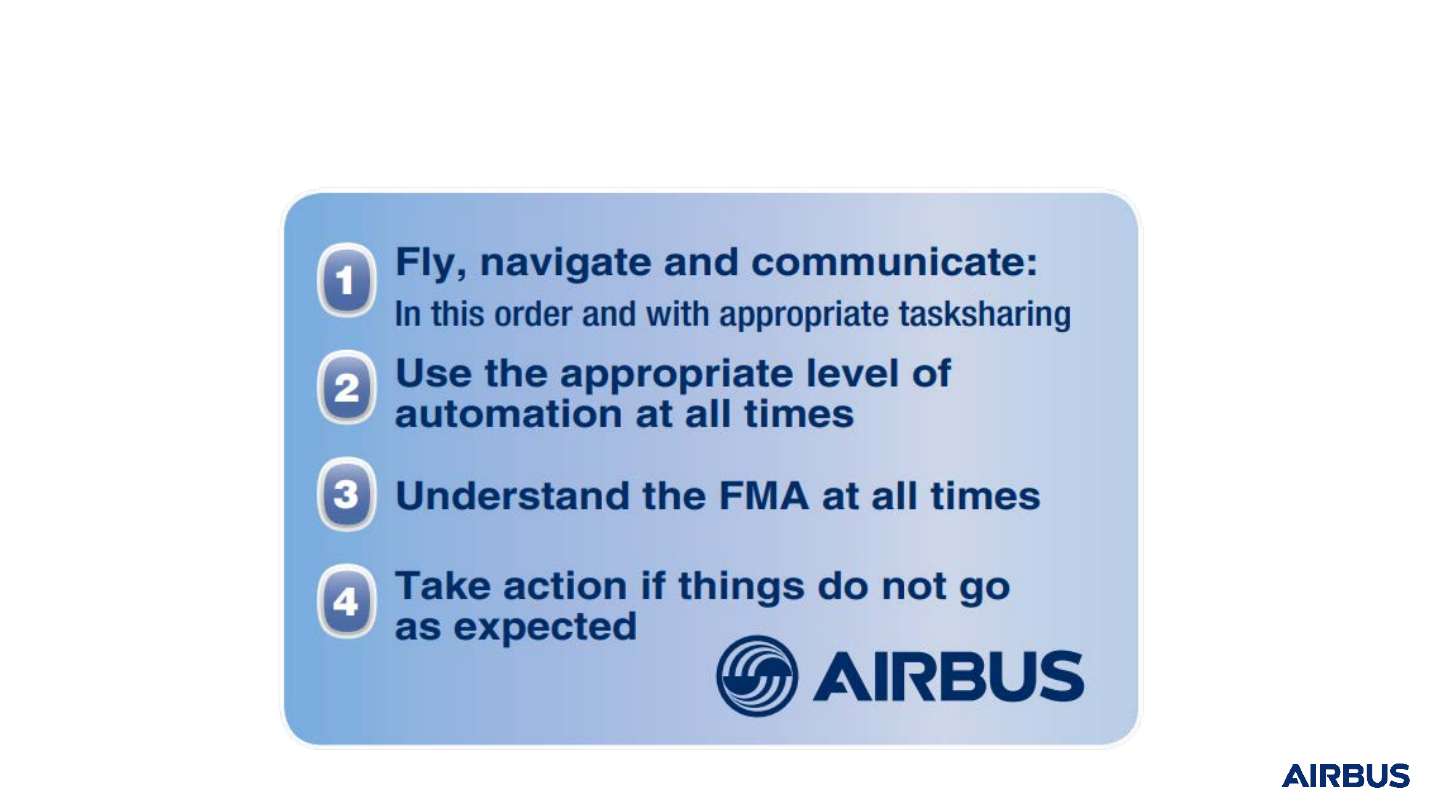 1 Fly, navigate and communicate:
In this order and with appropriate tasksharing
2 Use the appropriate level of
automation at all times
3 Understand the FMA at all times
4 Take action if things do not go
as expected
AIRBUS
AIRBUS